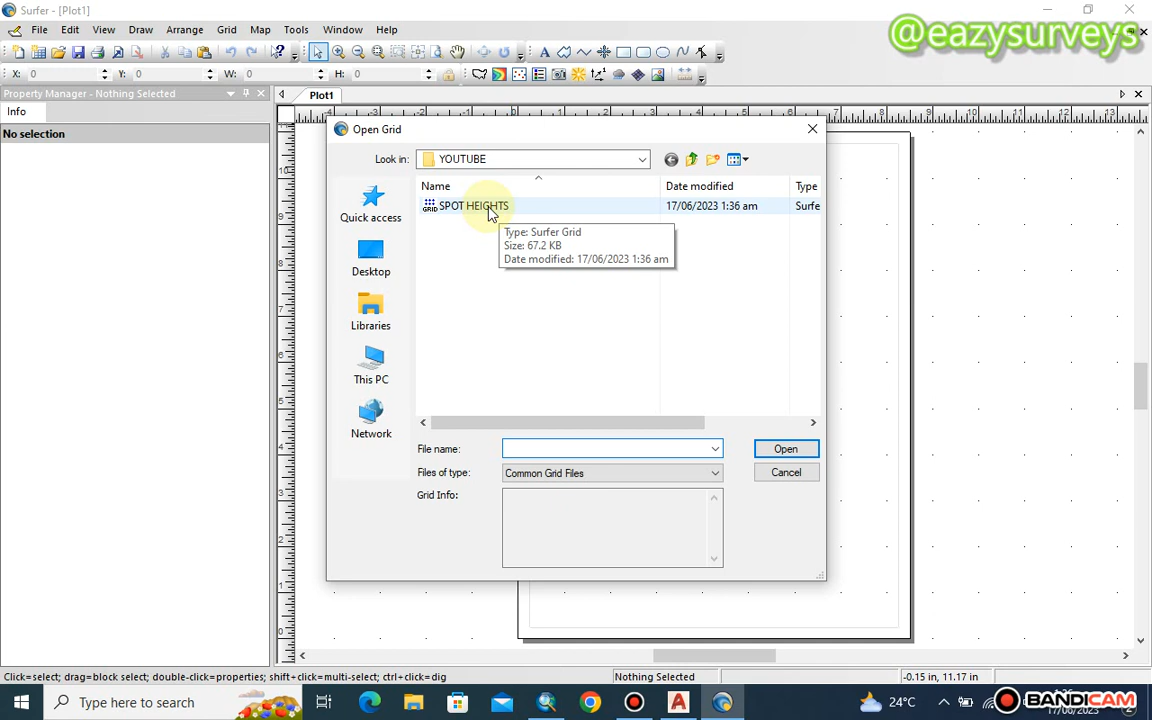 Surfer - [Plot1]
@eazysurveys
File Edit View Draw Arrange Grid Map Tools Window Help
X: 0 Y: 0 W: 0 H: 0
Property Manager - Nothing Selected
Plot1
Info
No selection
Open Grid
Look in: YOUTUBE
Name Date modified Type
GRID SPOT HEIGHTS 17/06/2023 1:36 am Surfe
Type: Surfer Grid
Size: 67.2 KB
Date modified: 17/06/2023 1:36 am
Quick access
Desktop
Libraries
This PC
Network
File name: Open
Files of type: Common Grid Files Cancel
Grid Info:
Click=select; drag=block select; double-click=properties; shift+click=multi-select; ctrl+click=dig
Nothing Selected
-0.15 in, 11.17 in
Type here to search
24°C
BANDICAM
17/06/2023